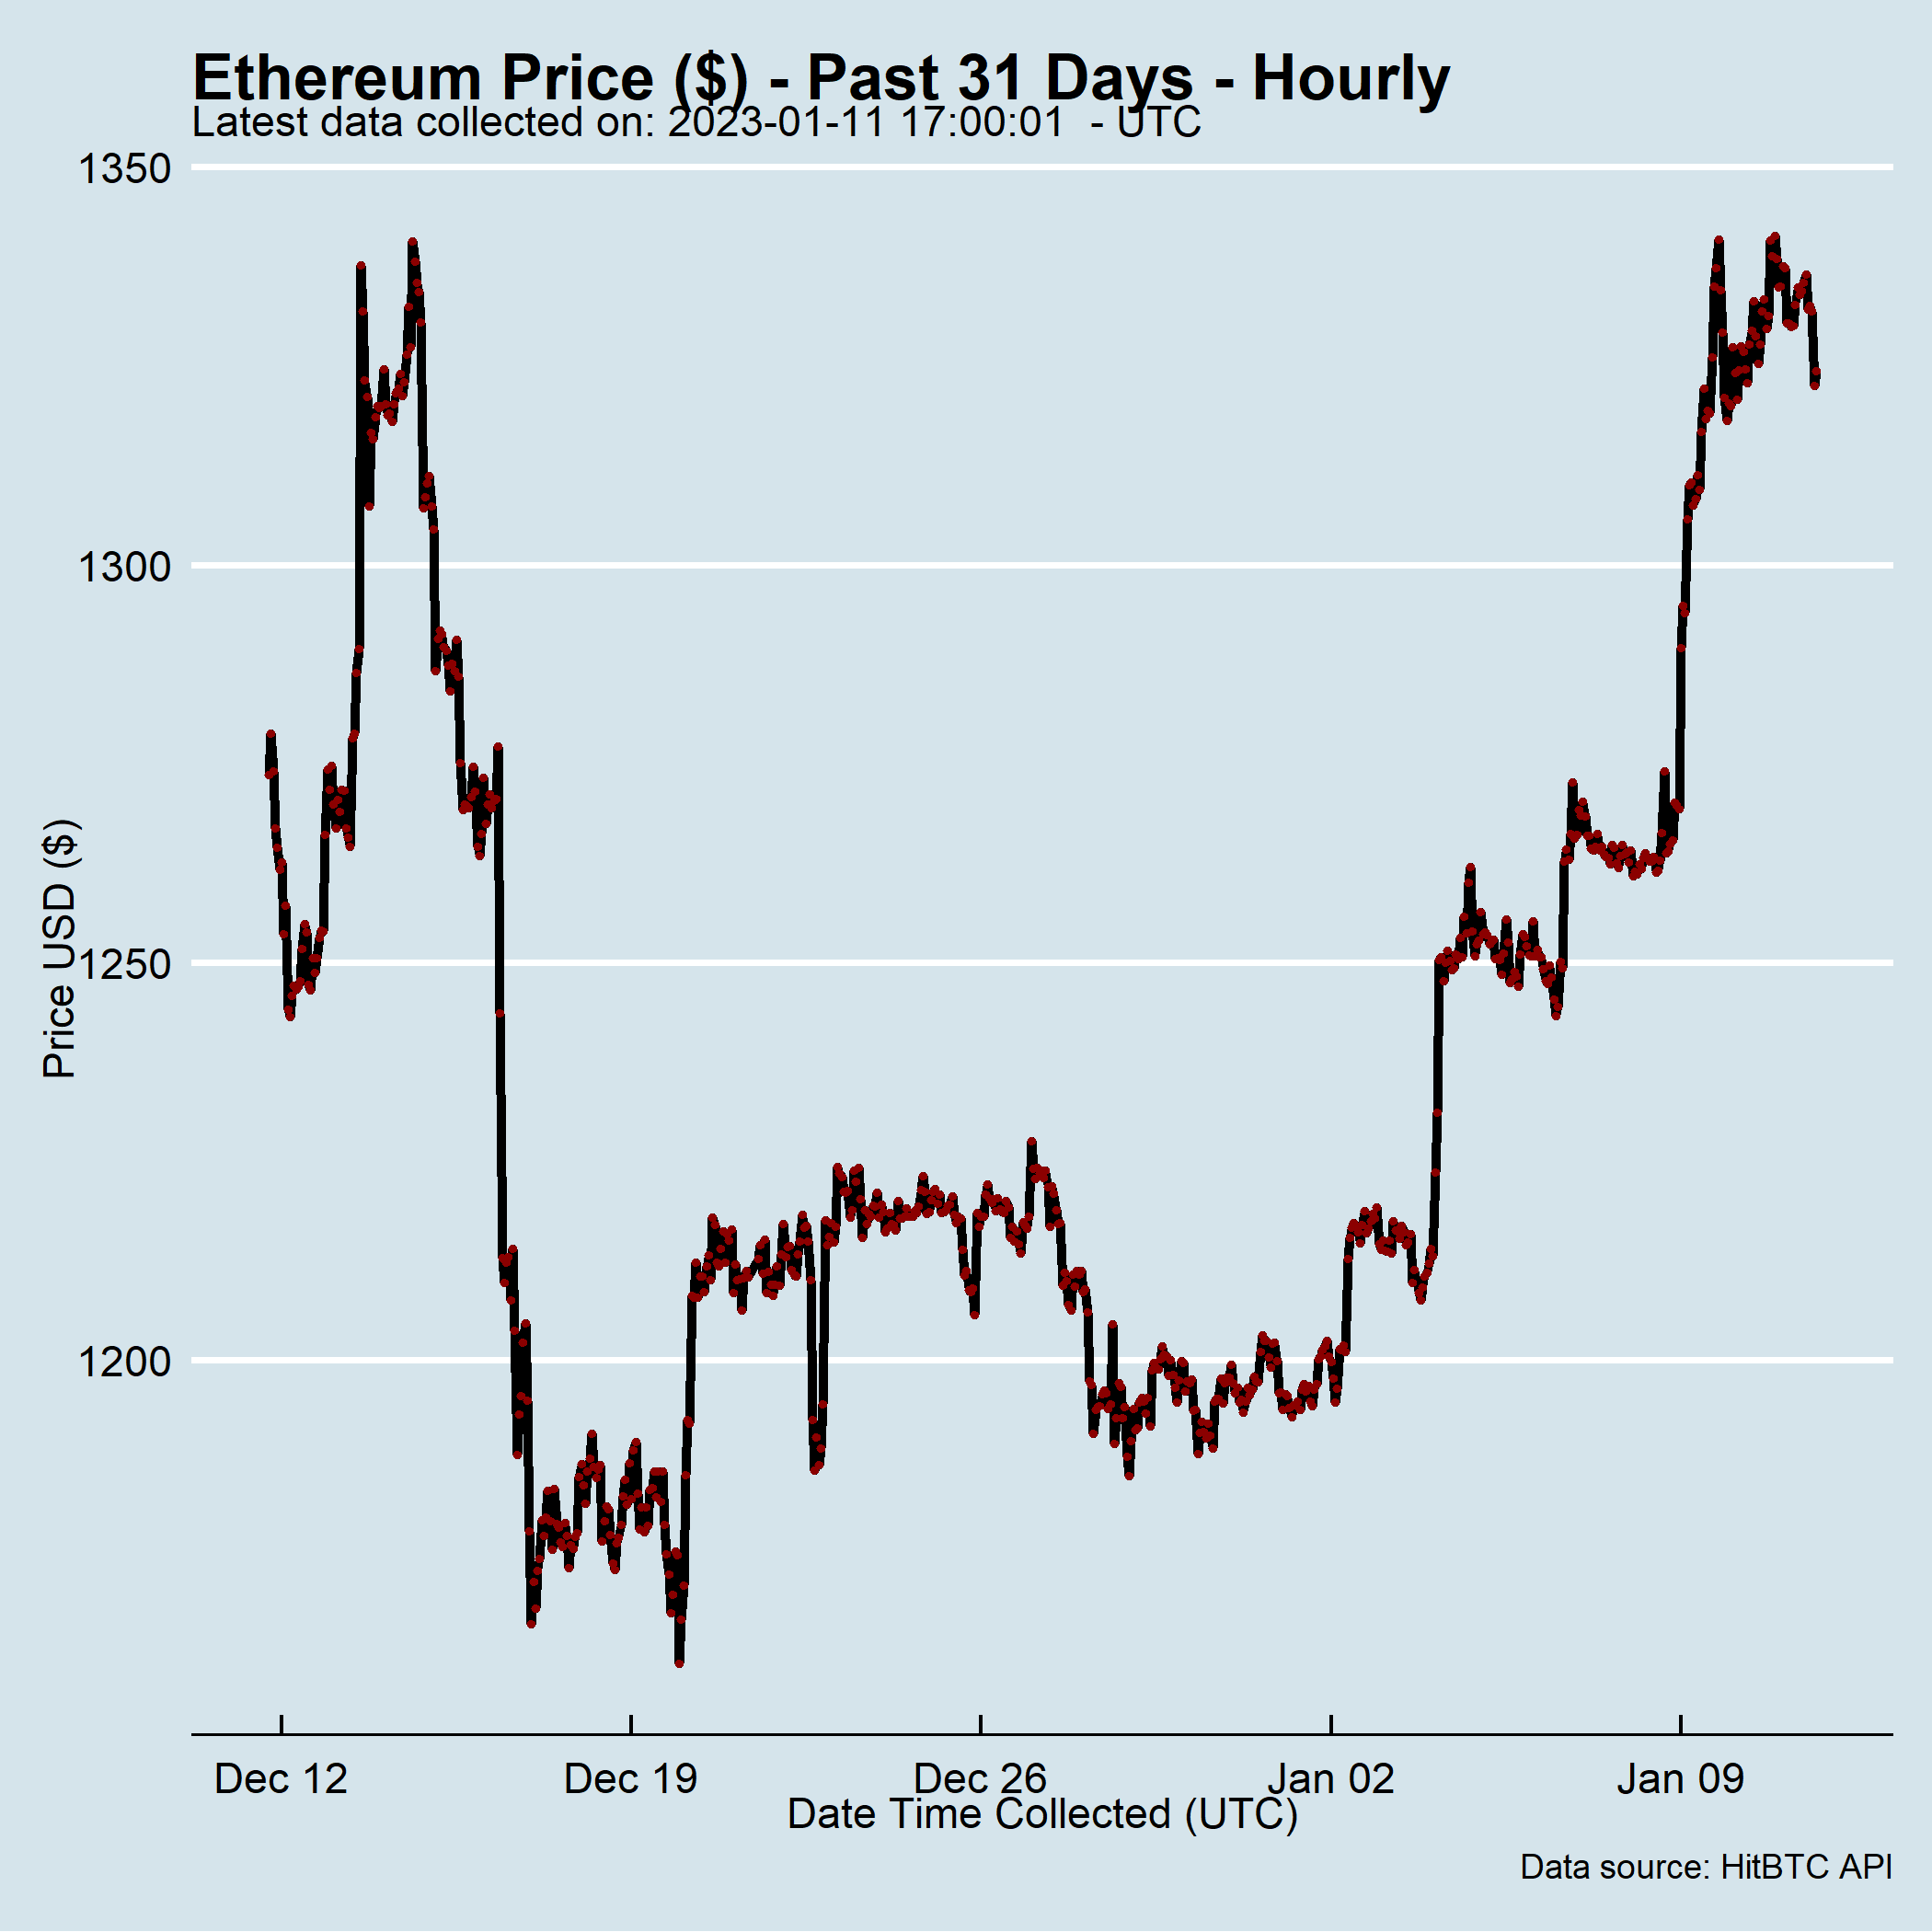 Ethereum Price ($) - Past 31 Days - Hourly
Latest data collected on: 2023-01-11 17:00:01  - UTC
1350
1300
1250
1200
Price USD ($)
Dec 12
Dec 19
Dec 26
Jan 02
Jan 09
Date Time Collected (UTC)
Data source: HitBTC API